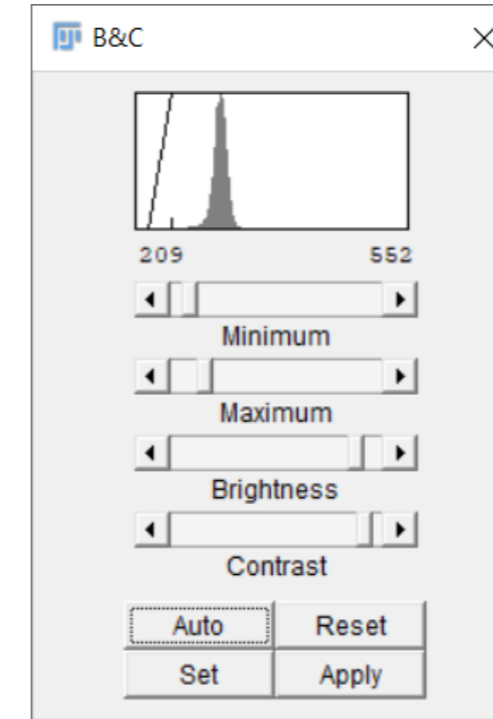 B&C
209 552
Minimum
Maximum
Brightness
Contrast
Auto Reset
Set Apply